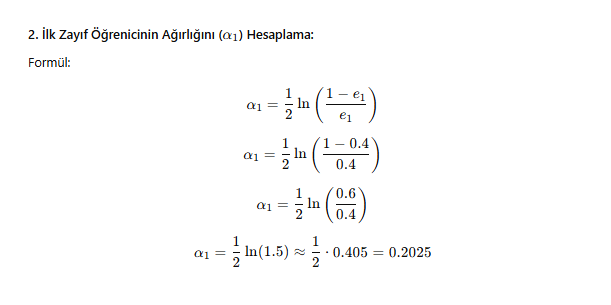 2. İlk Zayıf Öğrenicinin Ağırlığını (α₁) Hesaplama:
Formül:
α₁ = 1/2 ln((1 − e₁)/e₁)
α₁ = 1/2 ln((1 − 0.4)/0.4)
α₁ = 1/2 ln(0.6/0.4)
α₁ = 1/2 ln(1.5) ≈ 1/2 · 0.405 = 0.2025